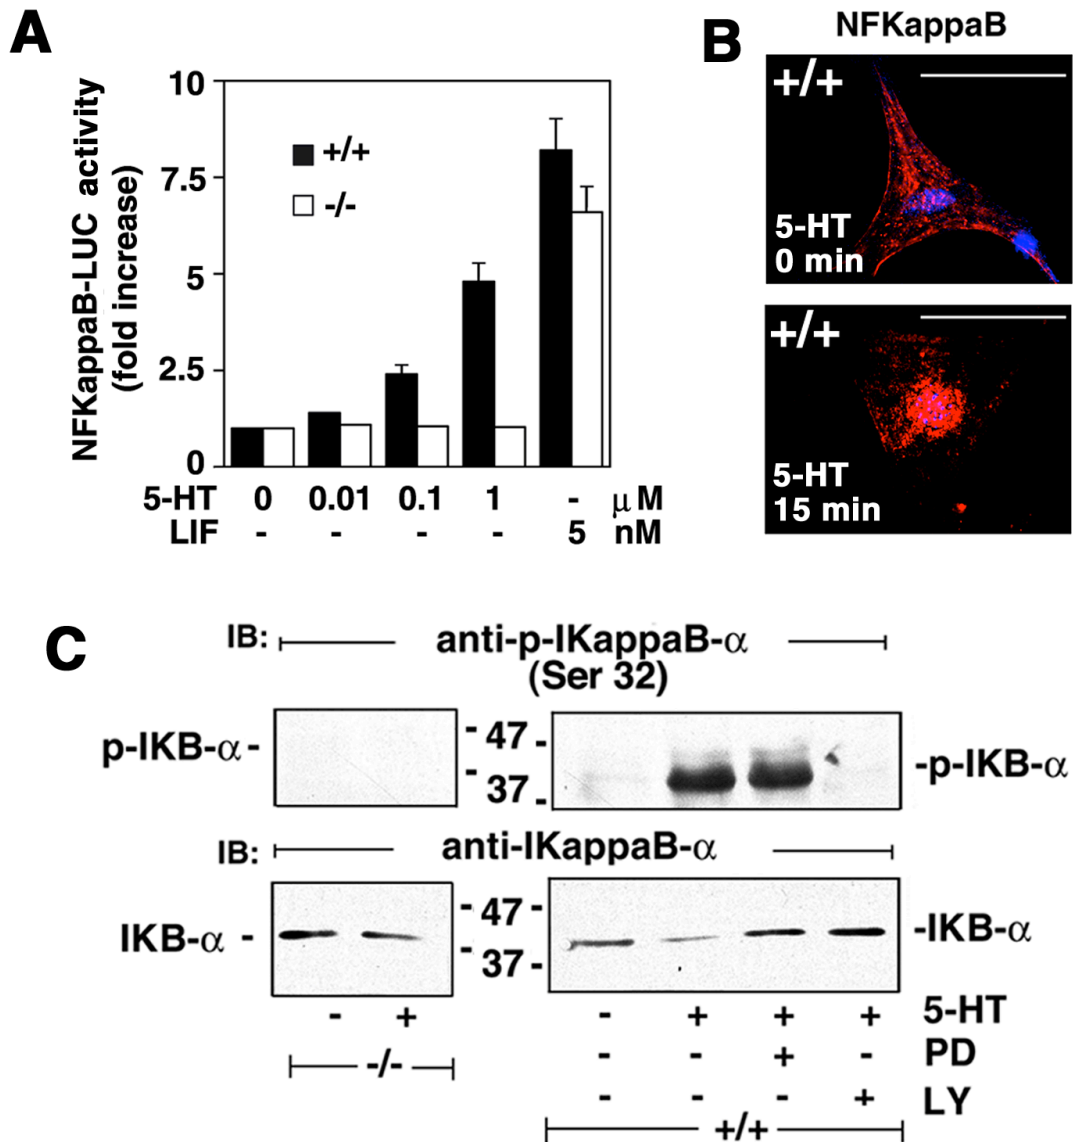 A
NFKappaB-LUC activity
(fold increase)
10
7.5
5
2.5
0
+/+
-/-
5-HT 0 0.01 0.1 1 - μM
LIF - - - - 5 nM
B
NFKappaB
+/+
5-HT
0 min
+/+
5-HT
15 min
C
IB: anti-p-IKappaB-α
(Ser 32)
p-IKB-α - - 47 - -p-IKB-α
- 37 -
IB: anti-IKappaB-α
IKB-α - - 47 - -IKB-α
- 37 -
- + - + + + 5-HT
-/- - - + - PD
- - - + LY
+/+